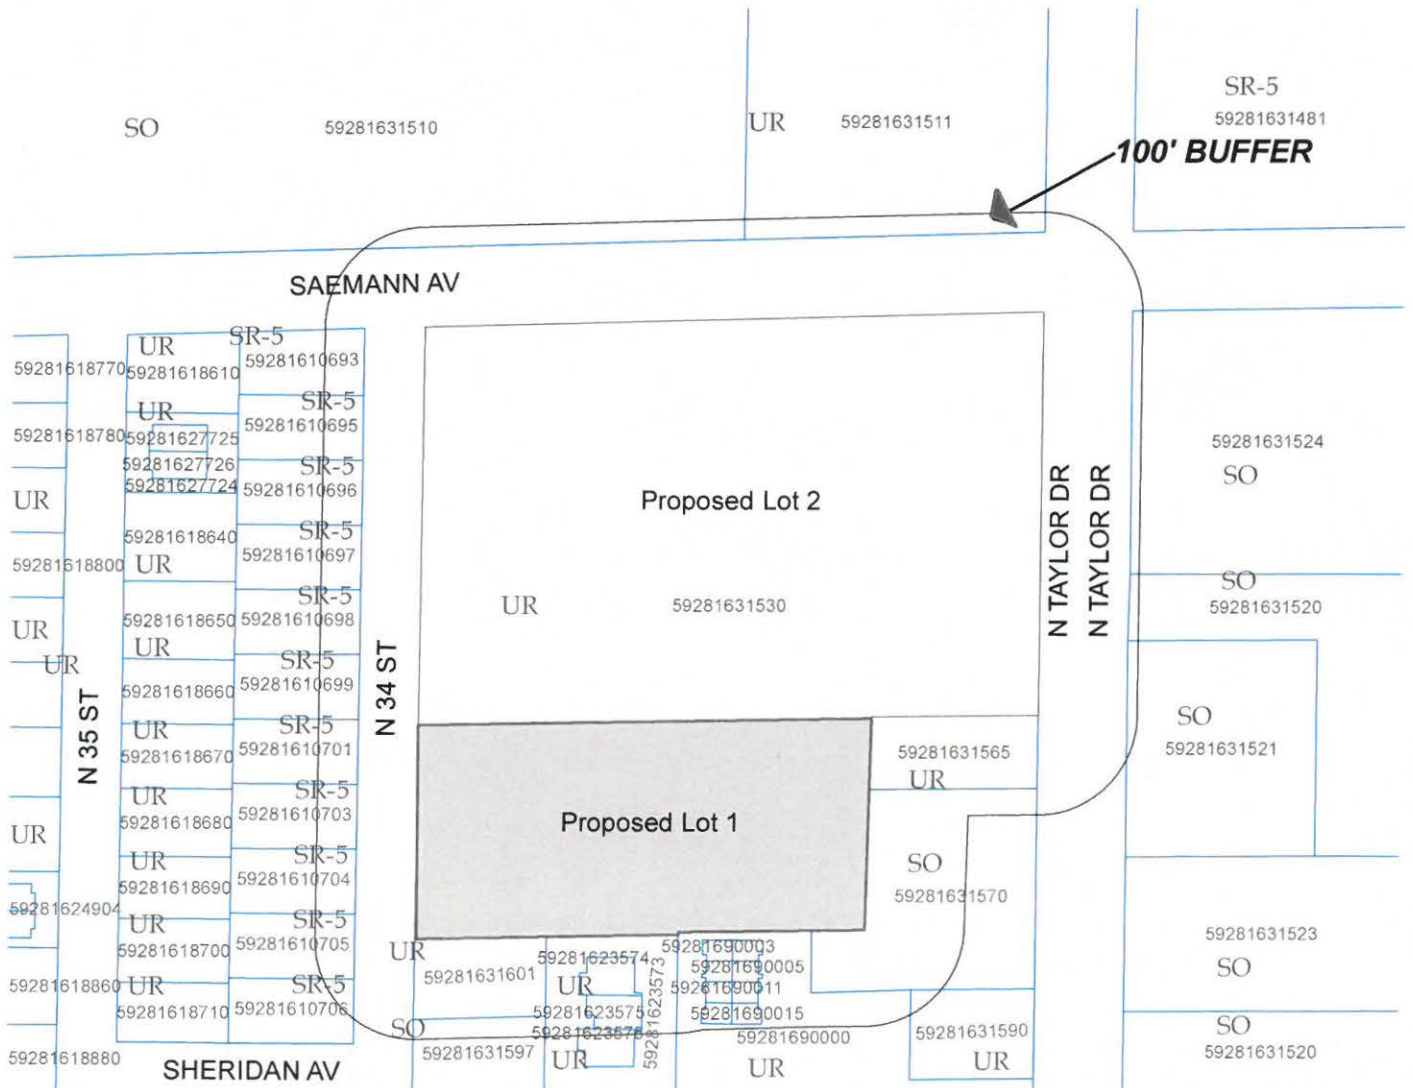 SR-5
59281631481
SO
59281631510
UR
59281631511
100' BUFFER
SAEMANN AV
UR
SR-5
59281610693
59281618770
59281618610
SR-5
UR
59281610695
59281618780
59281627725
59281631524
SR-5
59281627726
SO
59281627724
59281610696
UR
Proposed Lot 2
N TAYLOR DR
N TAYLOR DR
SR-5
59281618640
59281610697
59281618800
UR
SO
SR-5
UR
59281631530
59281631520
59281618650
59281610698
UR
UR
UR
SR-5
N 34 ST
59281618660
59281610699
N 35 ST
SO
SR-5
UR
59281610701
59281631521
59281618670
59281631565
UR
SR-5
UR
59281610703
59281618680
Proposed Lot 1
UR
SR-5
UR
SO
59281610704
59281618690
59281631570
59281624904
SR-5
UR
59281610705
59281618700
59281631523
UR
59281623574
59281690003
59281690005
SO
59281631601
59281618860
UR
SR-5
UR
59281690011
59281618710
59281610706
59281623575
59281690015
59281623573
SO
SO
59281623576
59281690000
59281631590
59281631597
59281631520
59281618880
UR
UR
UR
SHERIDAN AV